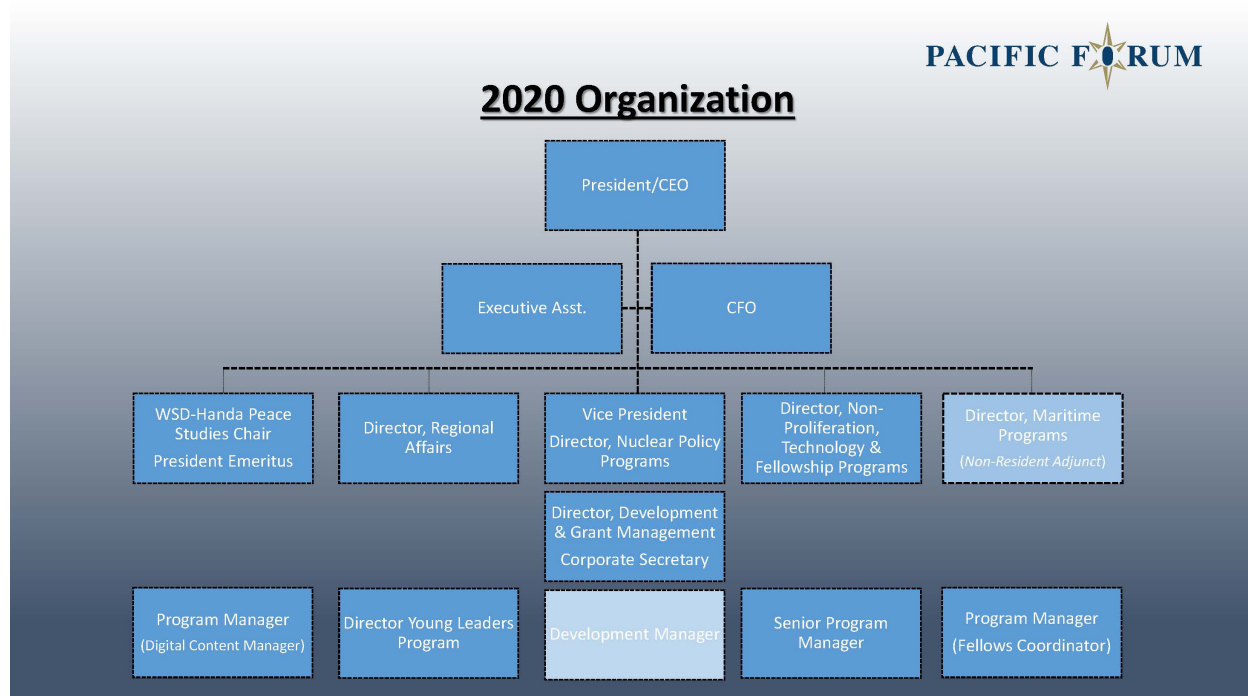 PACIFIC FORUM
2020 Organization
President/CEO
Executive Asst.
CFO
WSD-Handa Peace
Studies Chair
President Emeritus
Director, Regional
Affairs
Vice President
Director, Nuclear Policy
Programs
Director, Non-
Proliferation,
Technology &
Fellowship Programs
Director, Maritime
Programs
(Non-Resident Adjunct)
Director, Development
& Grant Management
Corporate Secretary
Program Manager
(Digital Content Manager)
Director Young Leaders
Program
Development Manager
Senior Program
Manager
Program Manager
(Fellows Coordinator)